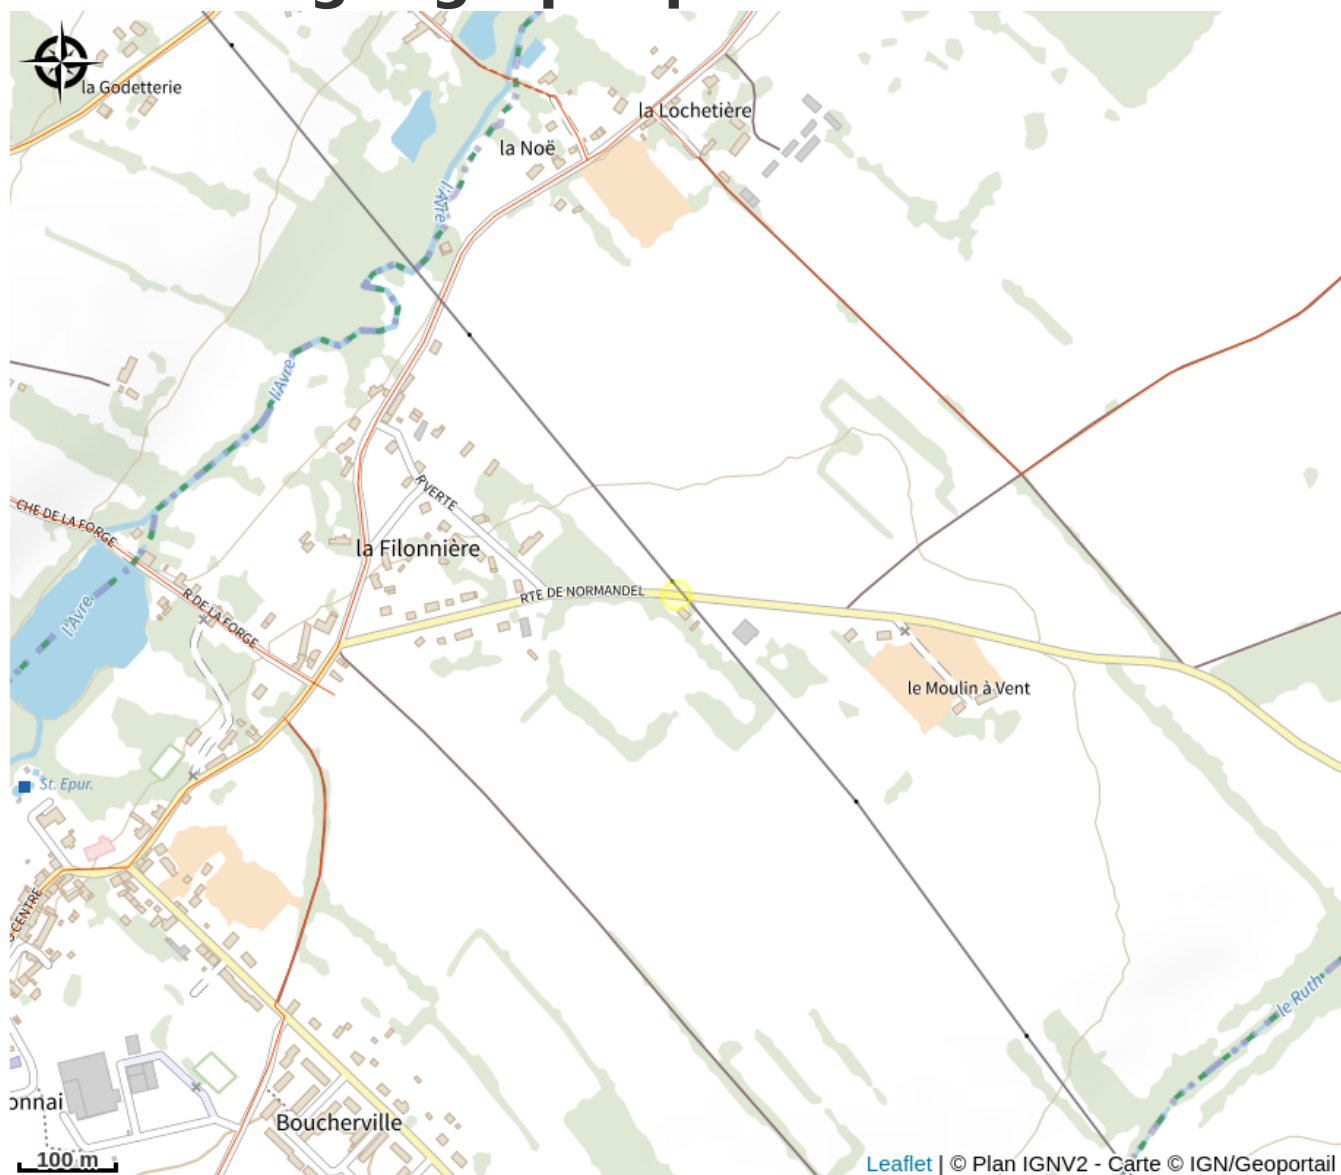 la Godetterie
la Lochetière
la Noë
l'Avre
l'Avre
R VERTE
CHE DE LA FORGE
la Filonnière
RTE DE NORMANDEL
l'Avre
R DE LA FORGE
le Moulin à Vent
St. Epur.
CENTRE
le Ruth
onnai
Boucherville
100 m
Leaflet | © Plan IGNV2 - Carte © IGN/Geoportail